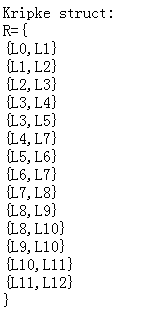 Kripke struct:
R={
{L0,L1}
{L1,L2}
{L2,L3}
{L3,L4}
{L3,L5}
{L4,L7}
{L5,L6}
{L6,L7}
{L7,L8}
{L8,L9}
{L8,L10}
{L9,L10}
{L10,L11}
{L11,L12}
}